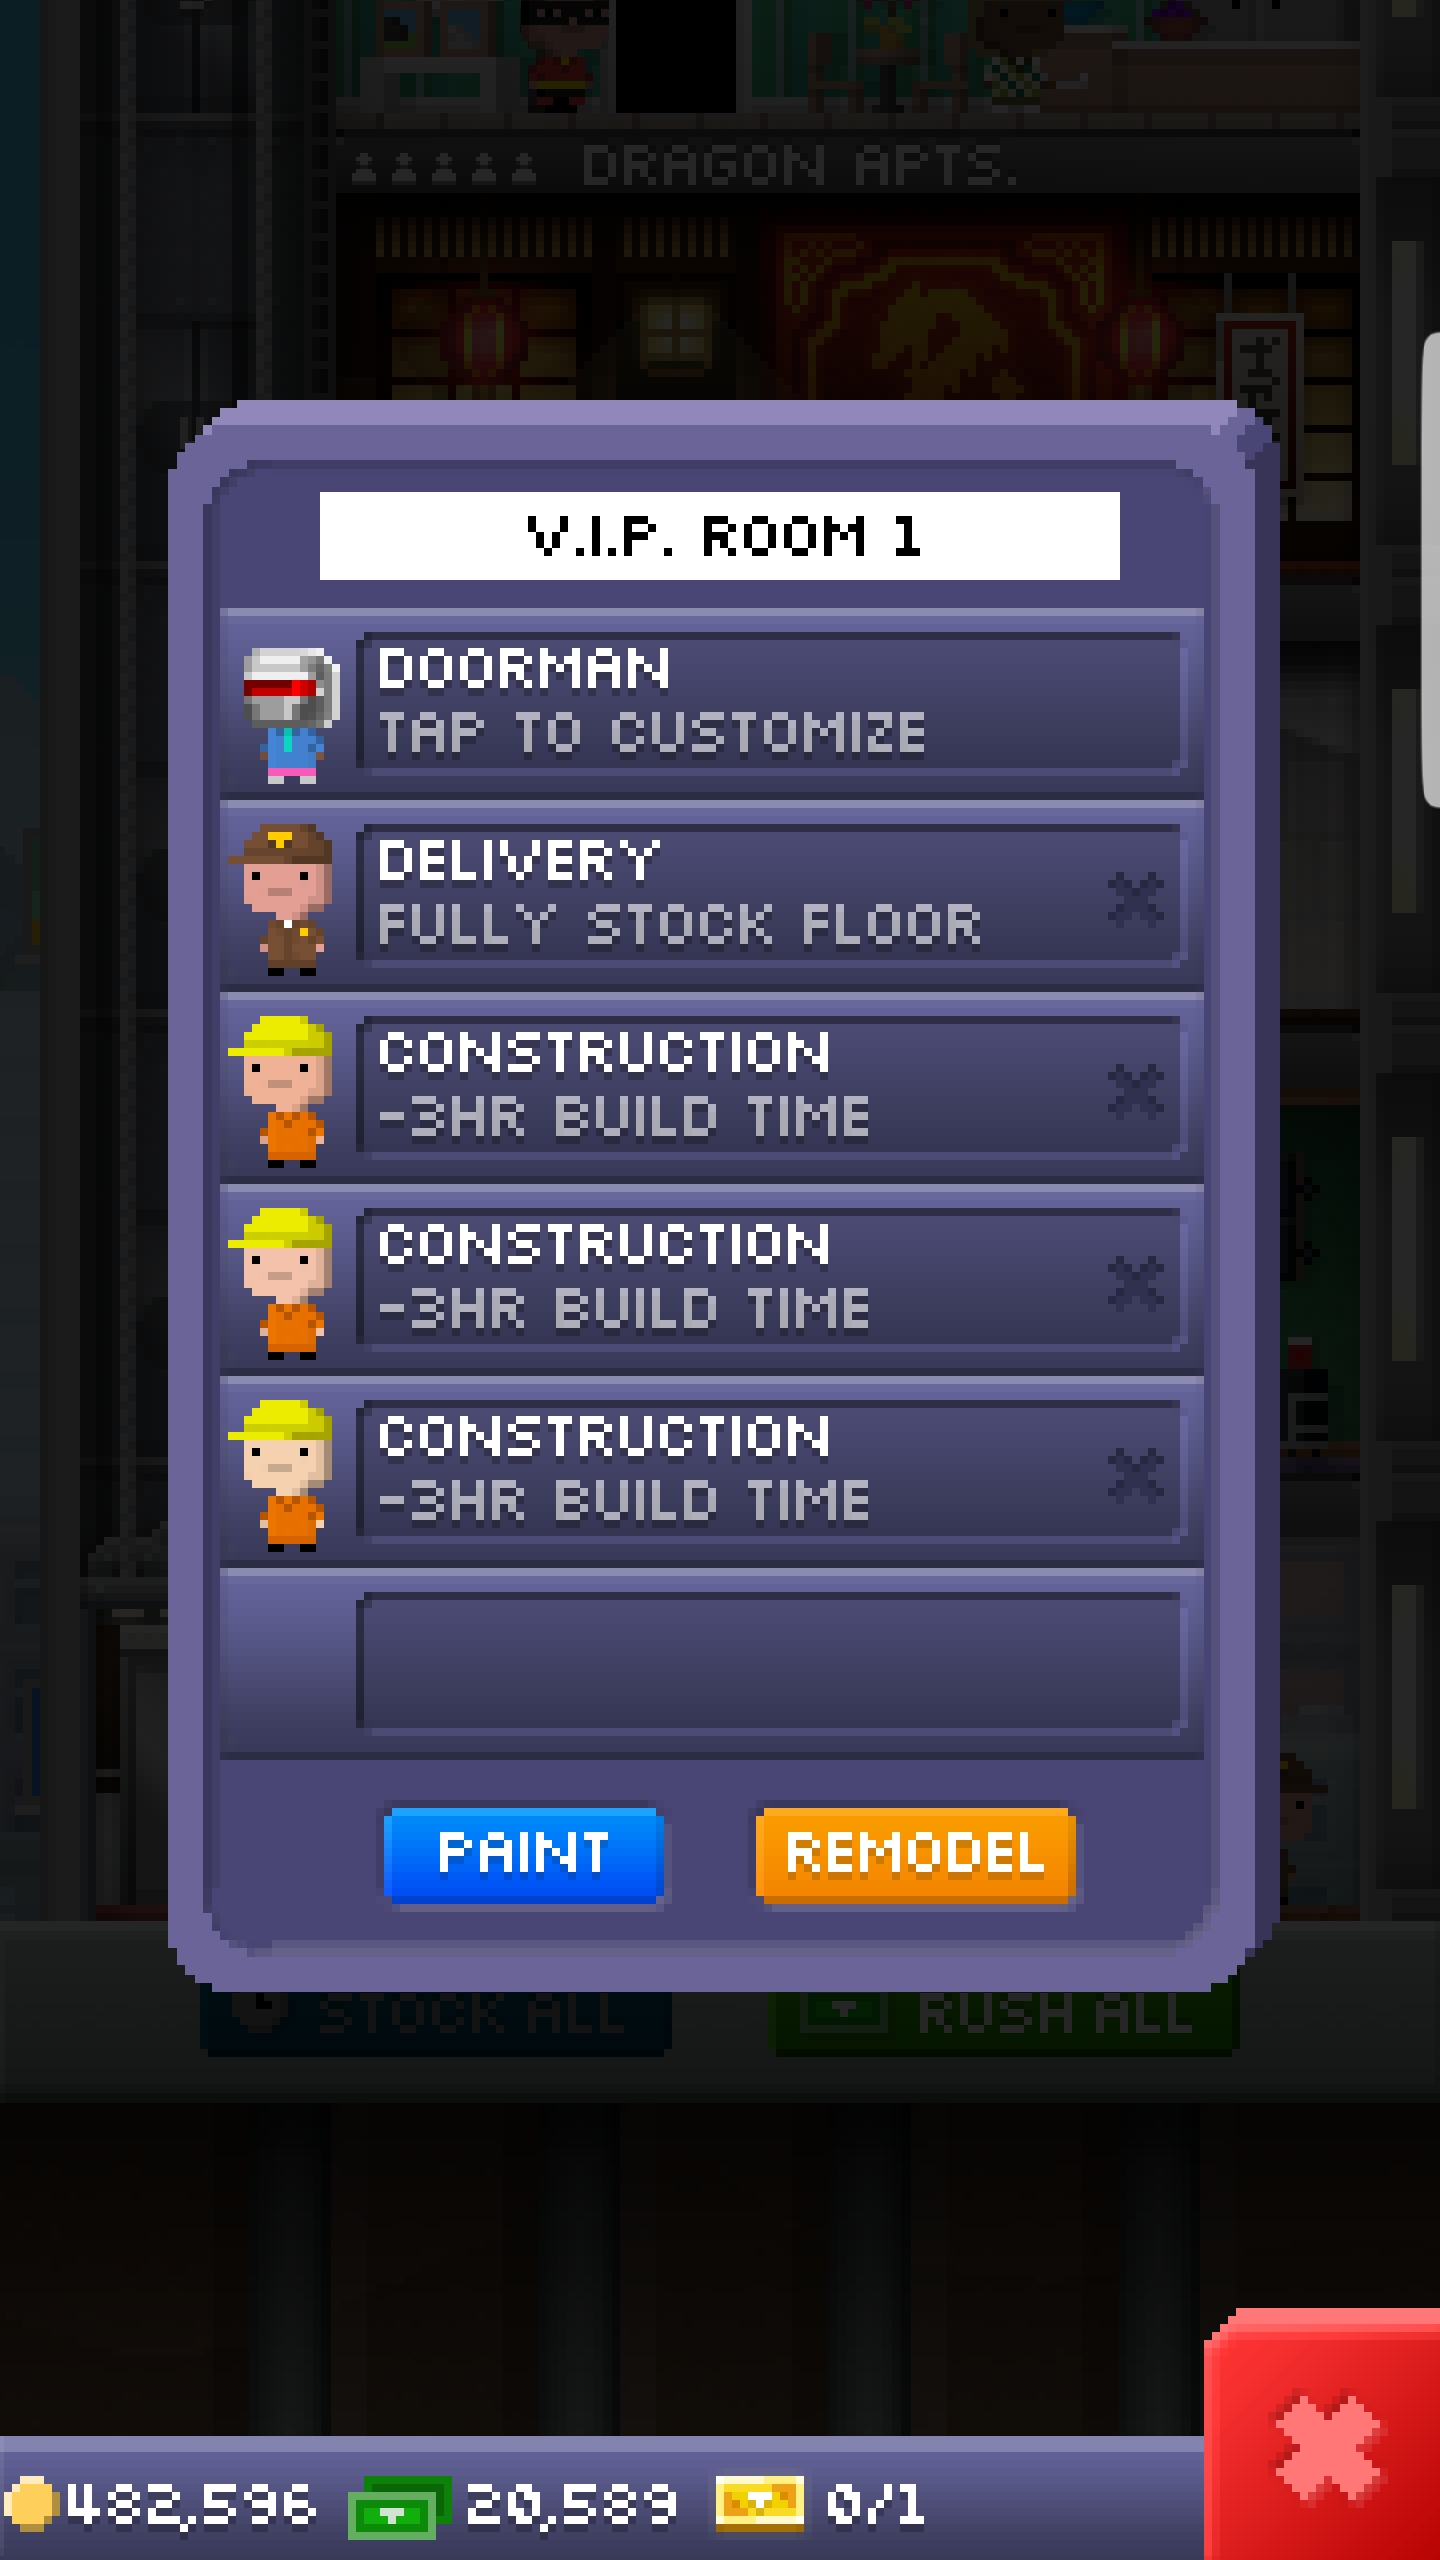 DRAGON APTS.
V.I.P. ROOM 1
DOORMAN
TAP TO CUSTOMIZE
DELIVERY
FULLY STOCK FLOOR
CONSTRUCTION
-3HR BUILD TIME
CONSTRUCTION
-3HR BUILD TIME
CONSTRUCTION
-3HR BUILD TIME
PAINT REMODEL
STOCK ALL RUSH ALL
482,596 20,589 0/1